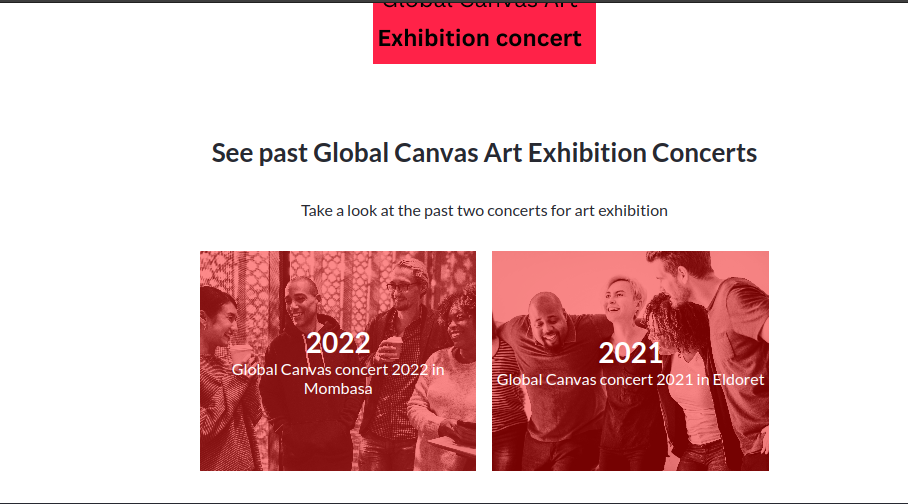 Global Canvas Art
Exhibition concert
See past Global Canvas Art Exhibition Concerts
Take a look at the past two concerts for art exhibition
2022
Global Canvas concert 2022 in
Mombasa
2021
Global Canvas concert 2021 in Eldoret